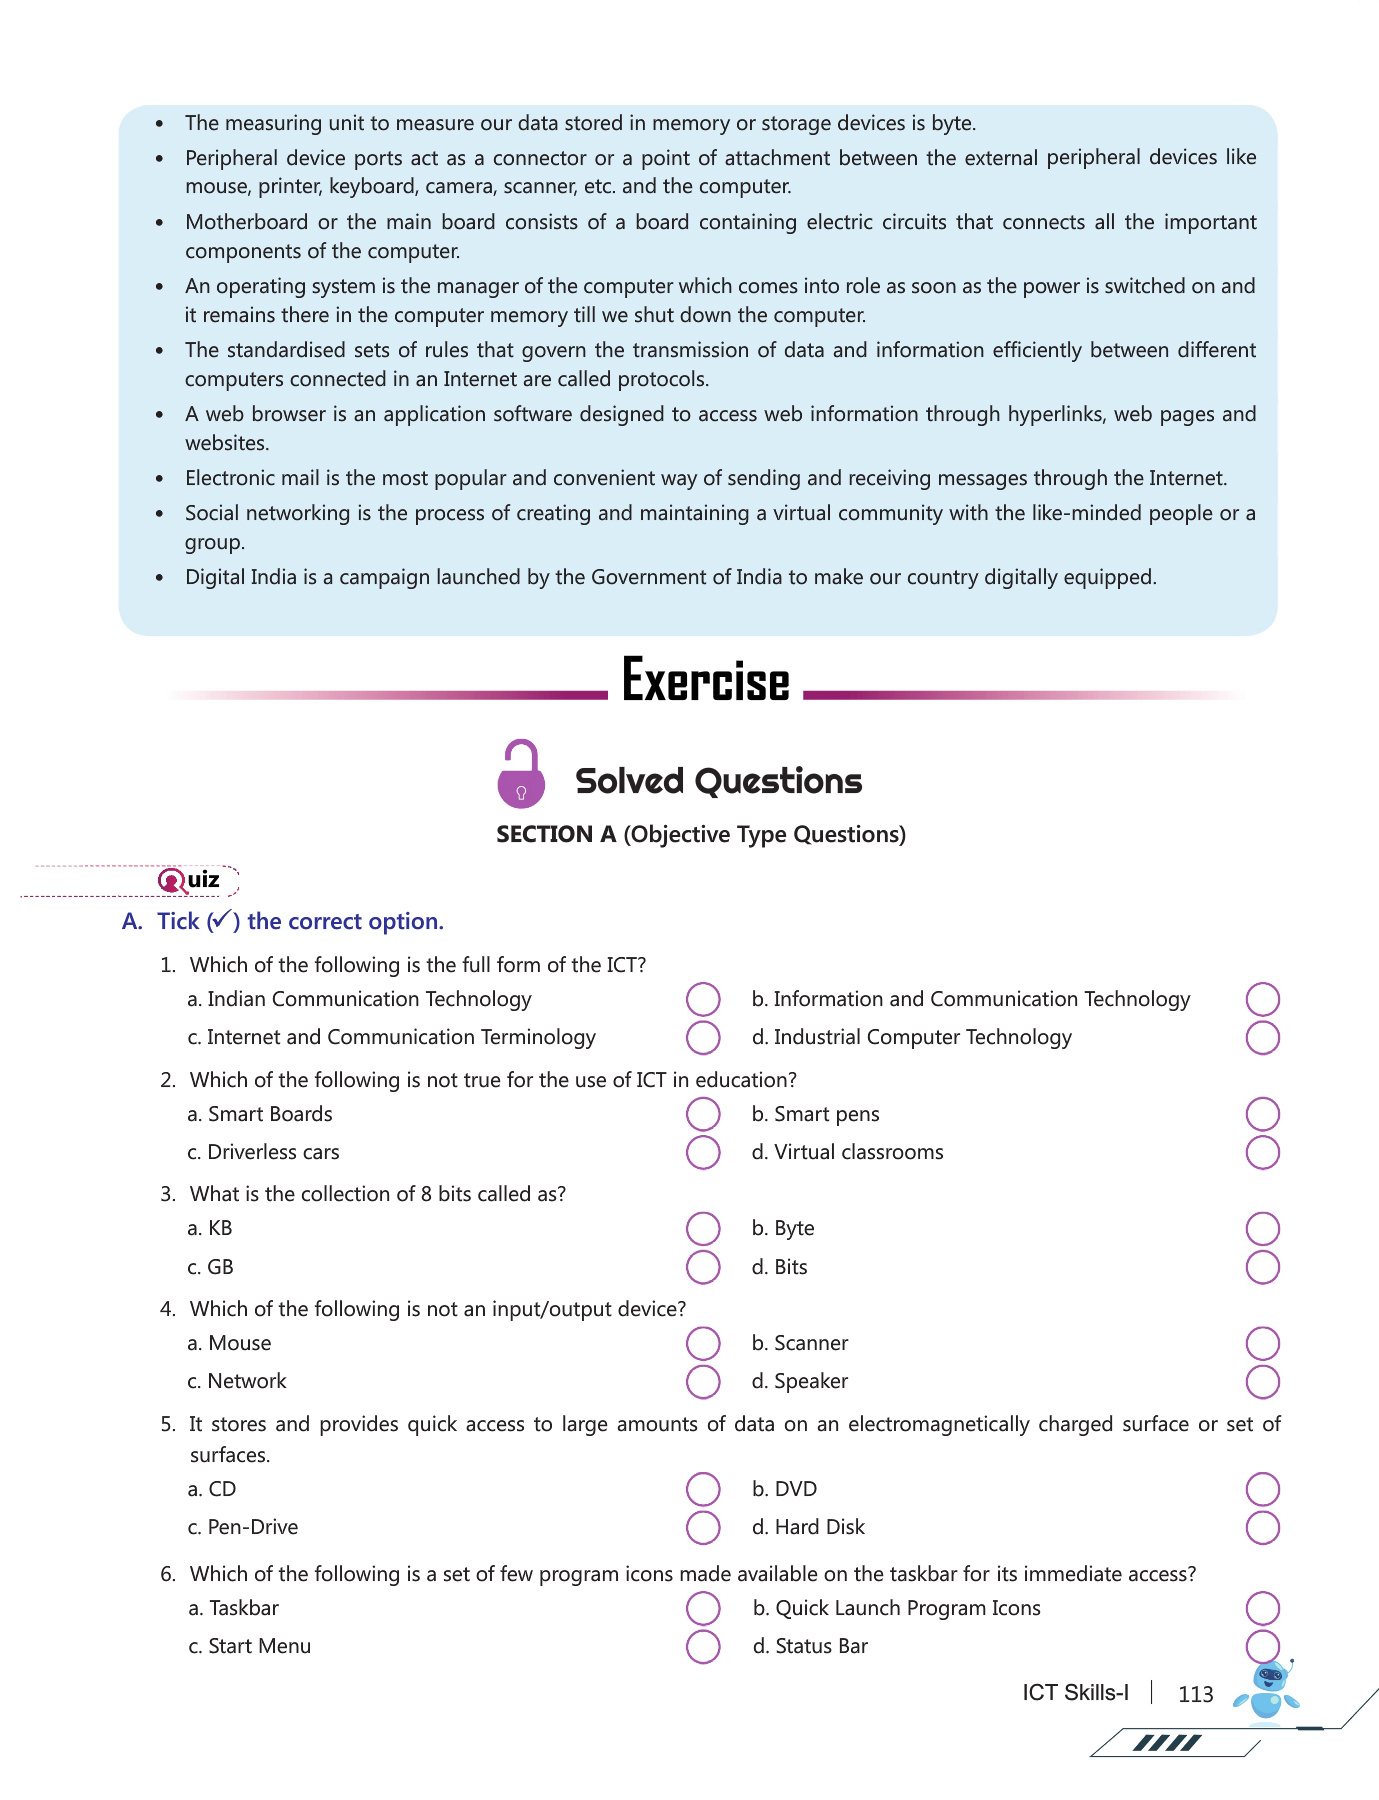 • The measuring unit to measure our data stored in memory or storage devices is byte.
• Peripheral device ports act as a connector or a point of attachment between the external peripheral devices like
mouse, printer, keyboard, camera, scanner, etc. and the computer.
• Motherboard or the main board consists of a board containing electric circuits that connects all the important
components of the computer.
• An operating system is the manager of the computer which comes into role as soon as the power is switched on and
it remains there in the computer memory till we shut down the computer.
• The standardised sets of rules that govern the transmission of data and information efficiently between different
computers connected in an Internet are called protocols.
• A web browser is an application software designed to access web information through hyperlinks, web pages and
websites.
• Electronic mail is the most popular and convenient way of sending and receiving messages through the Internet.
• Social networking is the process of creating and maintaining a virtual community with the like-minded people or a
group.
• Digital India is a campaign launched by the Government of India to make our country digitally equipped.
Exercise
Solved Questions
SECTION A (Objective Type Questions)
Quiz
A. Tick (✓) the correct option.
1. Which of the following is the full form of the ICT?
a. Indian Communication Technology b. Information and Communication Technology
c. Internet and Communication Terminology d. Industrial Computer Technology
2. Which of the following is not true for the use of ICT in education?
a. Smart Boards b. Smart pens
c. Driverless cars d. Virtual classrooms
3. What is the collection of 8 bits called as?
a. KB b. Byte
c. GB d. Bits
4. Which of the following is not an input/output device?
a. Mouse b. Scanner
c. Network d. Speaker
5. It stores and provides quick access to large amounts of data on an electromagnetically charged surface or set of
surfaces.
a. CD b. DVD
c. Pen-Drive d. Hard Disk
6. Which of the following is a set of few program icons made available on the taskbar for its immediate access?
a. Taskbar b. Quick Launch Program Icons
c. Start Menu d. Status Bar
ICT Skills-I 113